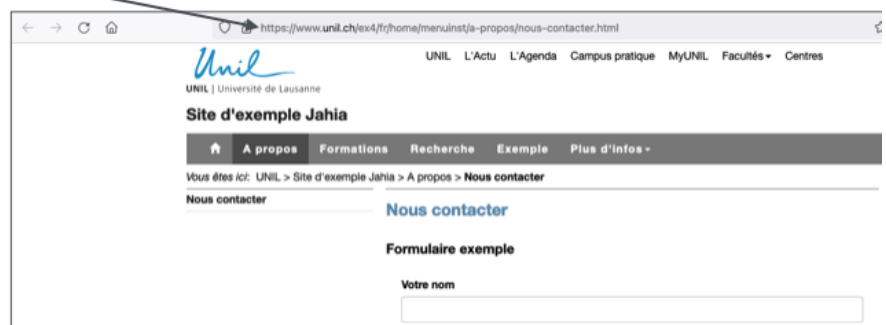 https://www.unil.ch/ex4/fr/home/menuinst/a-propos/nous-contacter.html
Unil
UNIL L'Actu L'Agenda Campus pratique MyUNIL Facultés Centres
UNIL | Université de Lausanne
Site d'exemple Jahia
A propos Formations Recherche Exemple Plus d'infos
Vous êtes ici: UNIL > Site d'exemple Jahia > A propos > Nous contacter
Nous contacter
Nous contacter
Formulaire exemple
Votre nom